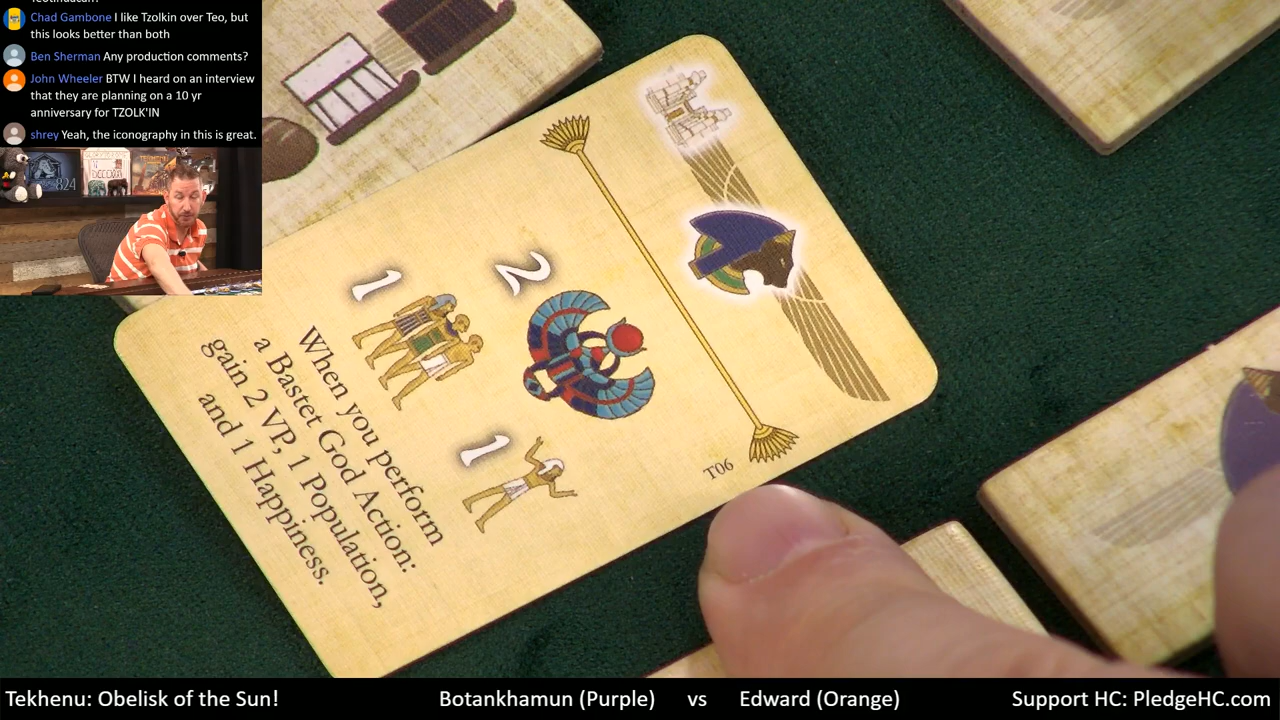 Chad Gambone I like Tzolkin over Teo, but
this looks better than both
Ben Sherman Any production comments?
John Wheeler BTW I heard on an interview
that they are planning on a 10 yr
anniversary for TZOLK'IN
shrey Yeah, the iconography in this is great.
824
2
1
1
When you perform
a Bastet God Action:
gain 2 VP, 1 Population,
and 1 Happiness.
T06
Tekhenu: Obelisk of the Sun!
Botankhamun (Purple) vs Edward (Orange)
Support HC: PledgeHC.com